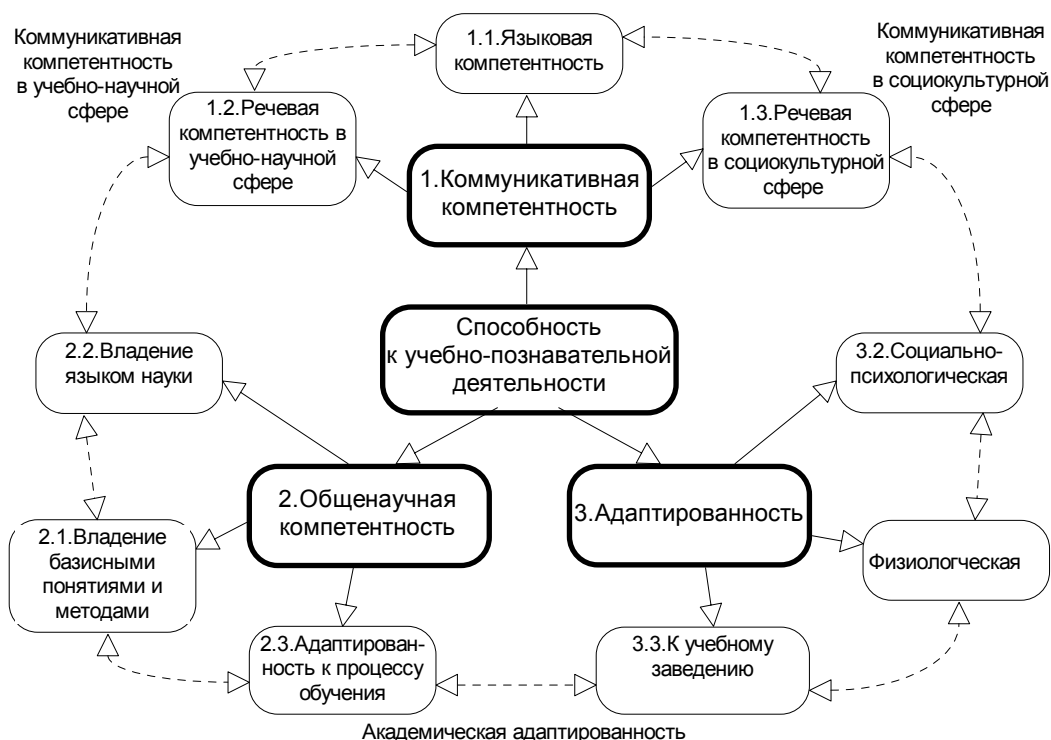 Коммуникативная
компетентность
в учебно-научной
сфере
1.1.Языковая
компетентность
Коммуникативная
компетентность
в социокультурной
сфере
1.2.Речевая
компетентность в
учебно-научной
сфере
1.3.Речевая
компетентность
в социокультурной
сфере
1.Коммуникативная
компетентность
Способность
к учебно-познавательной
деятельности
2.2.Владение
языком науки
3.2.Социально-
психологическая
2.Общенаучная
компетентность
3.Адаптированность
2.1.Владение
базисными
понятиями и
методами
Физиологческая
2.3.Адаптирован-
ность к процессу
обучения
3.3.К учебному
заведению
Академическая адаптированность